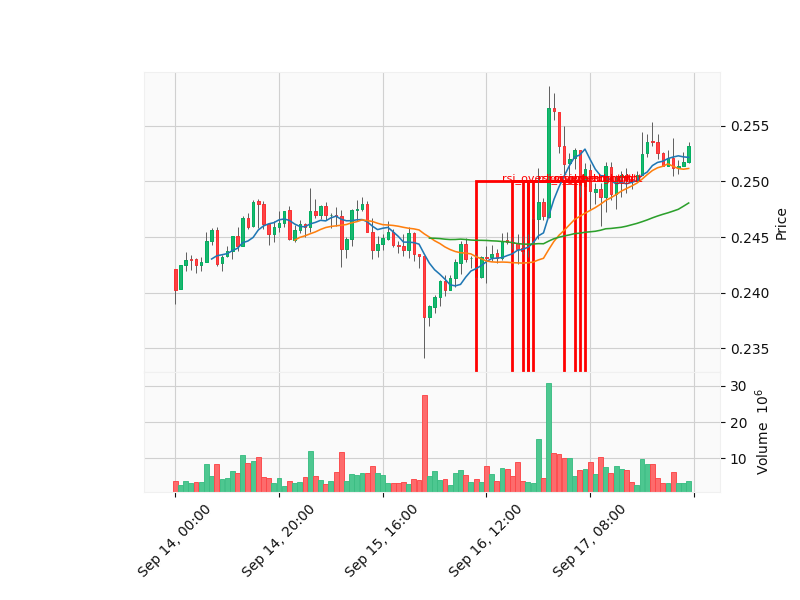 0.255
0.250
0.245
0.240
0.235
Price
30
20
10
Volume 10⁶
Sep 14, 00:00
Sep 14, 20:00
Sep 15, 16:00
Sep 16, 12:00
Sep 17, 08:00